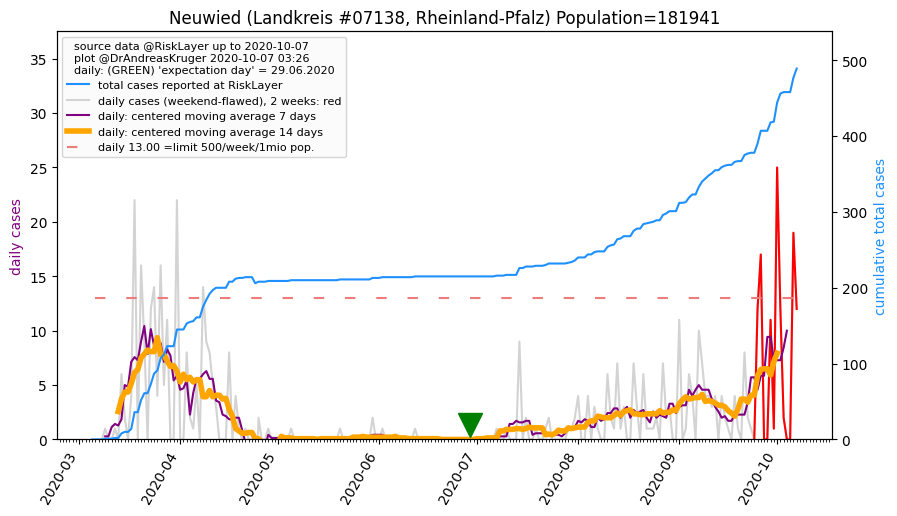 Neuwied (Landkreis #07138, Rheinland-Pfalz) Population=181941
source data @RiskLayer up to 2020-10-07
plot @DrAndreasKruger 2020-10-07 03:26
daily: (GREEN) 'expectation day' = 29.06.2020
total cases reported at RiskLayer
daily cases (weekend-flawed), 2 weeks: red
daily: centered moving average 7 days
daily: centered moving average 14 days
daily 13.00 =limit 500/week/1mio pop.
daily cases
35
30
25
20
15
10
5
0
cumulative total cases
500
400
300
200
100
0
2020-03
2020-04
2020-05
2020-06
2020-07
2020-08
2020-09
2020-10